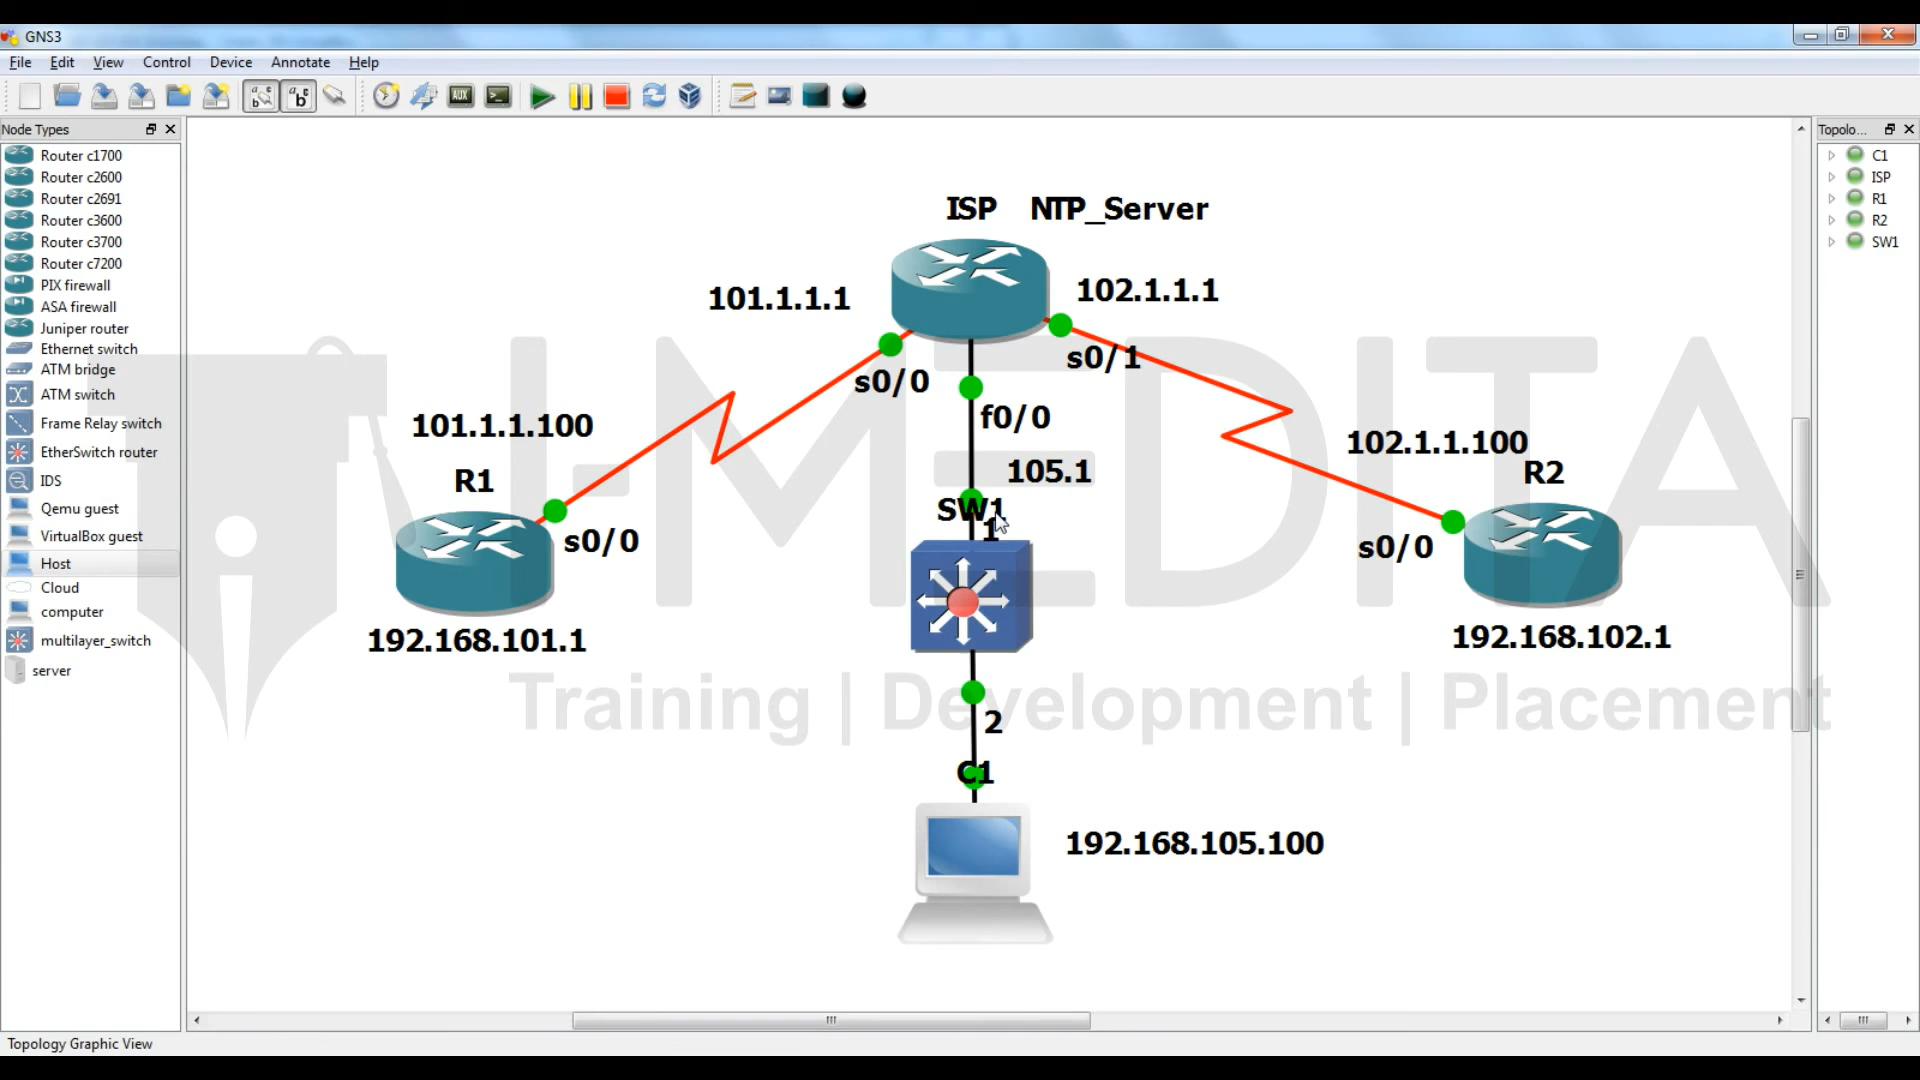 GNS3
File Edit View Control Device Annotate Help
AUX
Node Types
Router c1700
Router c2600
Router c2691
Router c3600
Router c3700
Router c7200
PIX firewall
ASA firewall
Juniper router
Ethernet switch
ATM bridge
ATM switch
Frame Relay switch
EtherSwitch router
IDS
Qemu guest
VirtualBox guest
Host
Cloud
computer
multilayer_switch
server
ISP NTP_Server
101.1.1.1
102.1.1.1
s0/0
s0/1
f0/0
101.1.1.100
102.1.1.100
105.1
R1
R2
SW1
1
s0/0
s0/0
192.168.101.1
192.168.102.1
2
C1
192.168.105.100
I-MEDITA
Training | Development | Placement
Topolo...
C1
ISP
R1
R2
SW1
Topology Graphic View